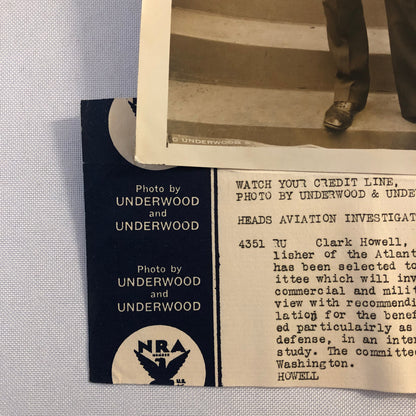 © UNDERWOOD
Photo by
UNDERWOOD
and
UNDERWOOD
Photo by
UNDERWOOD
and
UNDERWOOD
NRA
MEMBER
U.S.
WATCH YOUR CREDIT LINE,
PHOTO BY UNDERWOOD & UNDE
HEADS AVIATION INVESTIGAT
4351 RU Clark Howell,
lisher of the Atlant
has been selected to
ittee which will inv
commercial and milit
view with recommendi
lation for the benef
ed particulairly as
defense, in an inter
study. The committe
Washington.
HOWELL